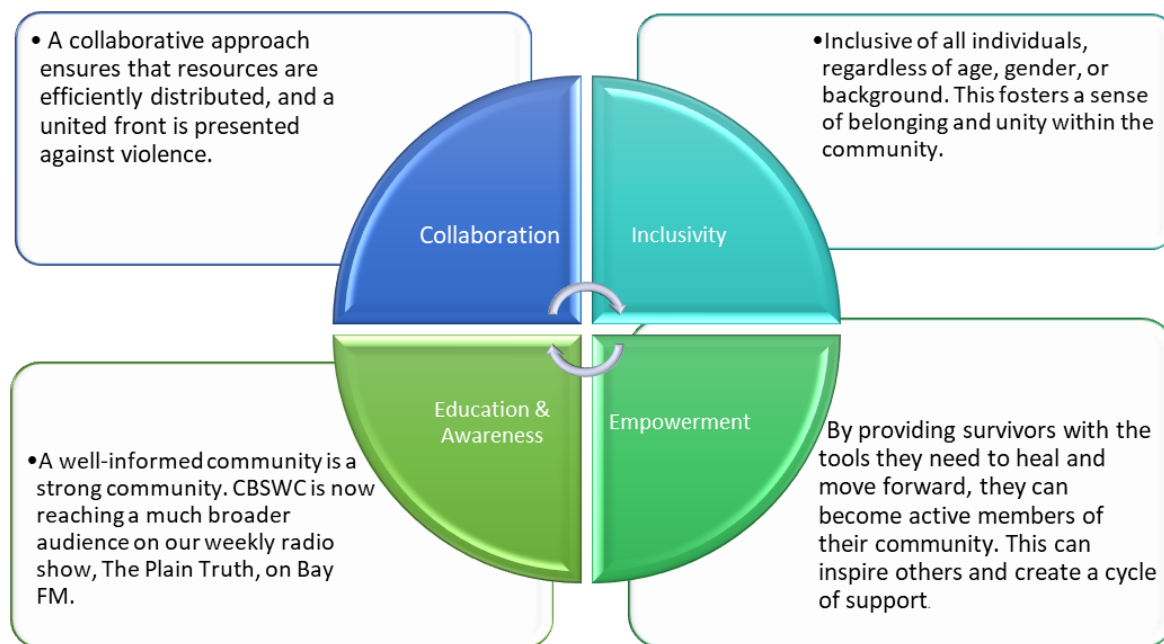 • A collaborative approach
ensures that resources are
efficiently distributed, and a
united front is presented
against violence.
•Inclusive of all individuals,
regardless of age, gender, or
background. This fosters a sense
of belonging and unity within the
community.
Collaboration
Inclusivity
Education &
Awareness
Empowerment
•A well-informed community is a
strong community. CBSWC is now
reaching a much broader
audience on our weekly radio
show, The Plain Truth, on Bay
FM.
By providing survivors with the
tools they need to heal and
move forward, they can
become active members of
their community. This can
inspire others and create a cycle
of support.